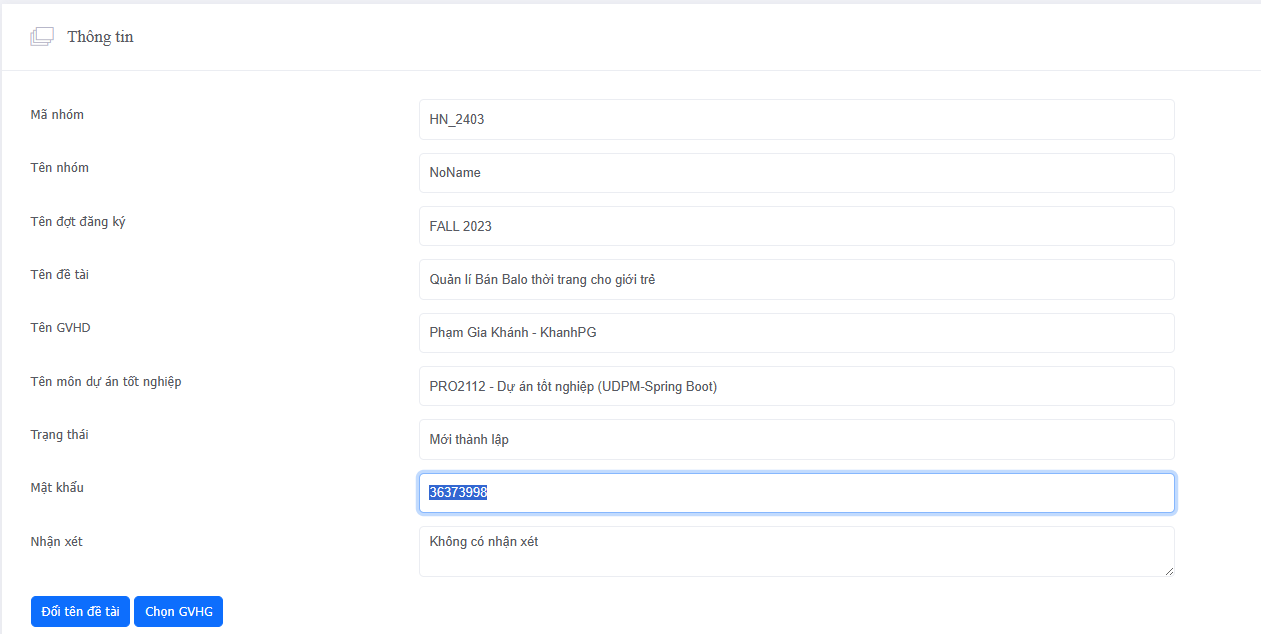 Thông tin
Mã nhóm
HN_2403
Tên nhóm
NoName
Tên đợt đăng ký
FALL 2023
Tên đề tài
Quản lí Bán Balo thời trang cho giới trẻ
Tên GVHD
Phạm Gia Khánh - KhanhPG
Tên môn dự án tốt nghiệp
PRO2112 - Dự án tốt nghiệp (UDPM-Spring Boot)
Trạng thái
Mới thành lập
Mật khẩu
36373998
Nhận xét
Không có nhận xét
Đổi tên đề tài
Chọn GVHG